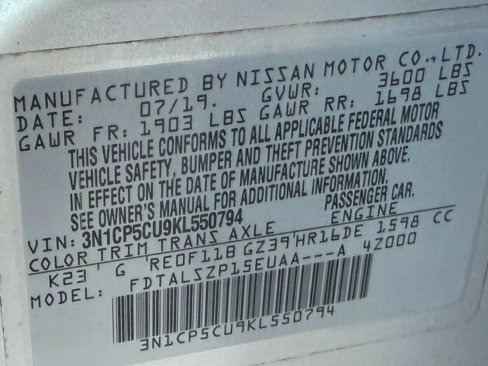 MANUFACTURED BY NISSAN MOTOR CO., LTD.
DATE: 07/19. GVWR: 3600 LBS
GAWR FR: 1903 LBS GAWR RR: 1698 LBS
THIS VEHICLE CONFORMS TO ALL APPLICABLE FEDERAL MOTOR
VEHICLE SAFETY, BUMPER AND THEFT PREVENTION STANDARDS
IN EFFECT ON THE DATE OF MANUFACTURE SHOWN ABOVE.
SEE OWNER'S MANUAL FOR ADDITIONAL INFORMATION.
VIN: 3N1CP5CU9KL550794 PASSENGER CAR.
COLOR TRIM TRANS AXLE ENGINE
K23 G RE0F11B GZ39 HR16DE 1598 CC
MODEL: FDTALSZP15EUAA---A 4Z000
3N1CP5CU9KL550794